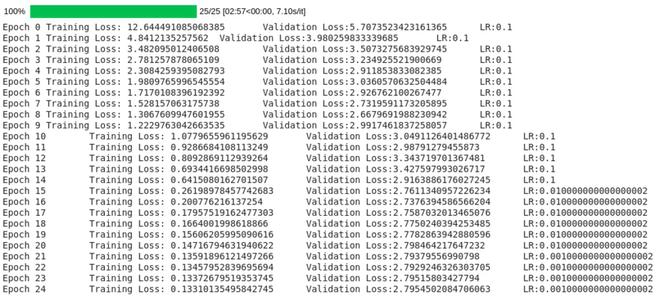 100% 25/25 [02:57<00:00, 7.10s/it]
Epoch 0 Training Loss: 12.644491085068385 Validation Loss:5.7073523423161365 LR:0.1
Epoch 1 Training Loss: 4.842135257562 Validation Loss:3.980259833339685 LR:0.1
Epoch 2 Training Loss: 3.482095012406508 Validation Loss:3.5073275683929745 LR:0.1
Epoch 3 Training Loss: 2.781257878065109 Validation Loss:3.234925521900669 LR:0.1
Epoch 4 Training Loss: 2.3084259395082793 Validation Loss:2.911853833082385 LR:0.1
Epoch 5 Training Loss: 1.9809765996545554 Validation Loss:3.0360570632504484 LR:0.1
Epoch 6 Training Loss: 1.7170108396192392 Validation Loss:2.926762100267477 LR:0.1
Epoch 7 Training Loss: 1.528157063175738 Validation Loss:2.7319591173205895 LR:0.1
Epoch 8 Training Loss: 1.3067609947601955 Validation Loss:2.6679691988230942 LR:0.1
Epoch 9 Training Loss: 1.2229763042663535 Validation Loss:2.9917461837258057 LR:0.1
Epoch 10 Training Loss: 1.0779655961195629 Validation Loss:3.0491126401486772 LR:0.1
Epoch 11 Training Loss: 0.9286684108113249 Validation Loss:2.98791279455873 LR:0.1
Epoch 12 Training Loss: 0.8092869112939264 Validation Loss:3.343719701367481 LR:0.1
Epoch 13 Training Loss: 0.6934416698502998 Validation Loss:3.427597993026717 LR:0.1
Epoch 14 Training Loss: 0.6415080162701507 Validation Loss:2.9163886176027245 LR:0.1
Epoch 15 Training Loss: 0.26198978457742683 Validation Loss:2.7611340957226234 LR:0.010000000000000002
Epoch 16 Training Loss: 0.200776216137254 Validation Loss:2.7376394586566204 LR:0.010000000000000002
Epoch 17 Training Loss: 0.17957519162477303 Validation Loss:2.7587032013465076 LR:0.010000000000000002
Epoch 18 Training Loss: 0.1664001998618866 Validation Loss:2.7750240394253485 LR:0.010000000000000002
Epoch 19 Training Loss: 0.15606205995090616 Validation Loss:2.7782863942880596 LR:0.010000000000000002
Epoch 20 Training Loss: 0.14716794631940622 Validation Loss:2.798464217647232 LR:0.010000000000000002
Epoch 21 Training Loss: 0.13591896121497266 Validation Loss:2.79379556990798 LR:0.0010000000000000002
Epoch 22 Training Loss: 0.13457952839695694 Validation Loss:2.7929246326303705 LR:0.0010000000000000002
Epoch 23 Training Loss: 0.13372679519353745 Validation Loss:2.79515803427794 LR:0.0010000000000000002
Epoch 24 Training Loss: 0.13310135495842745 Validation Loss:2.7954502084706063 LR:0.0010000000000000002